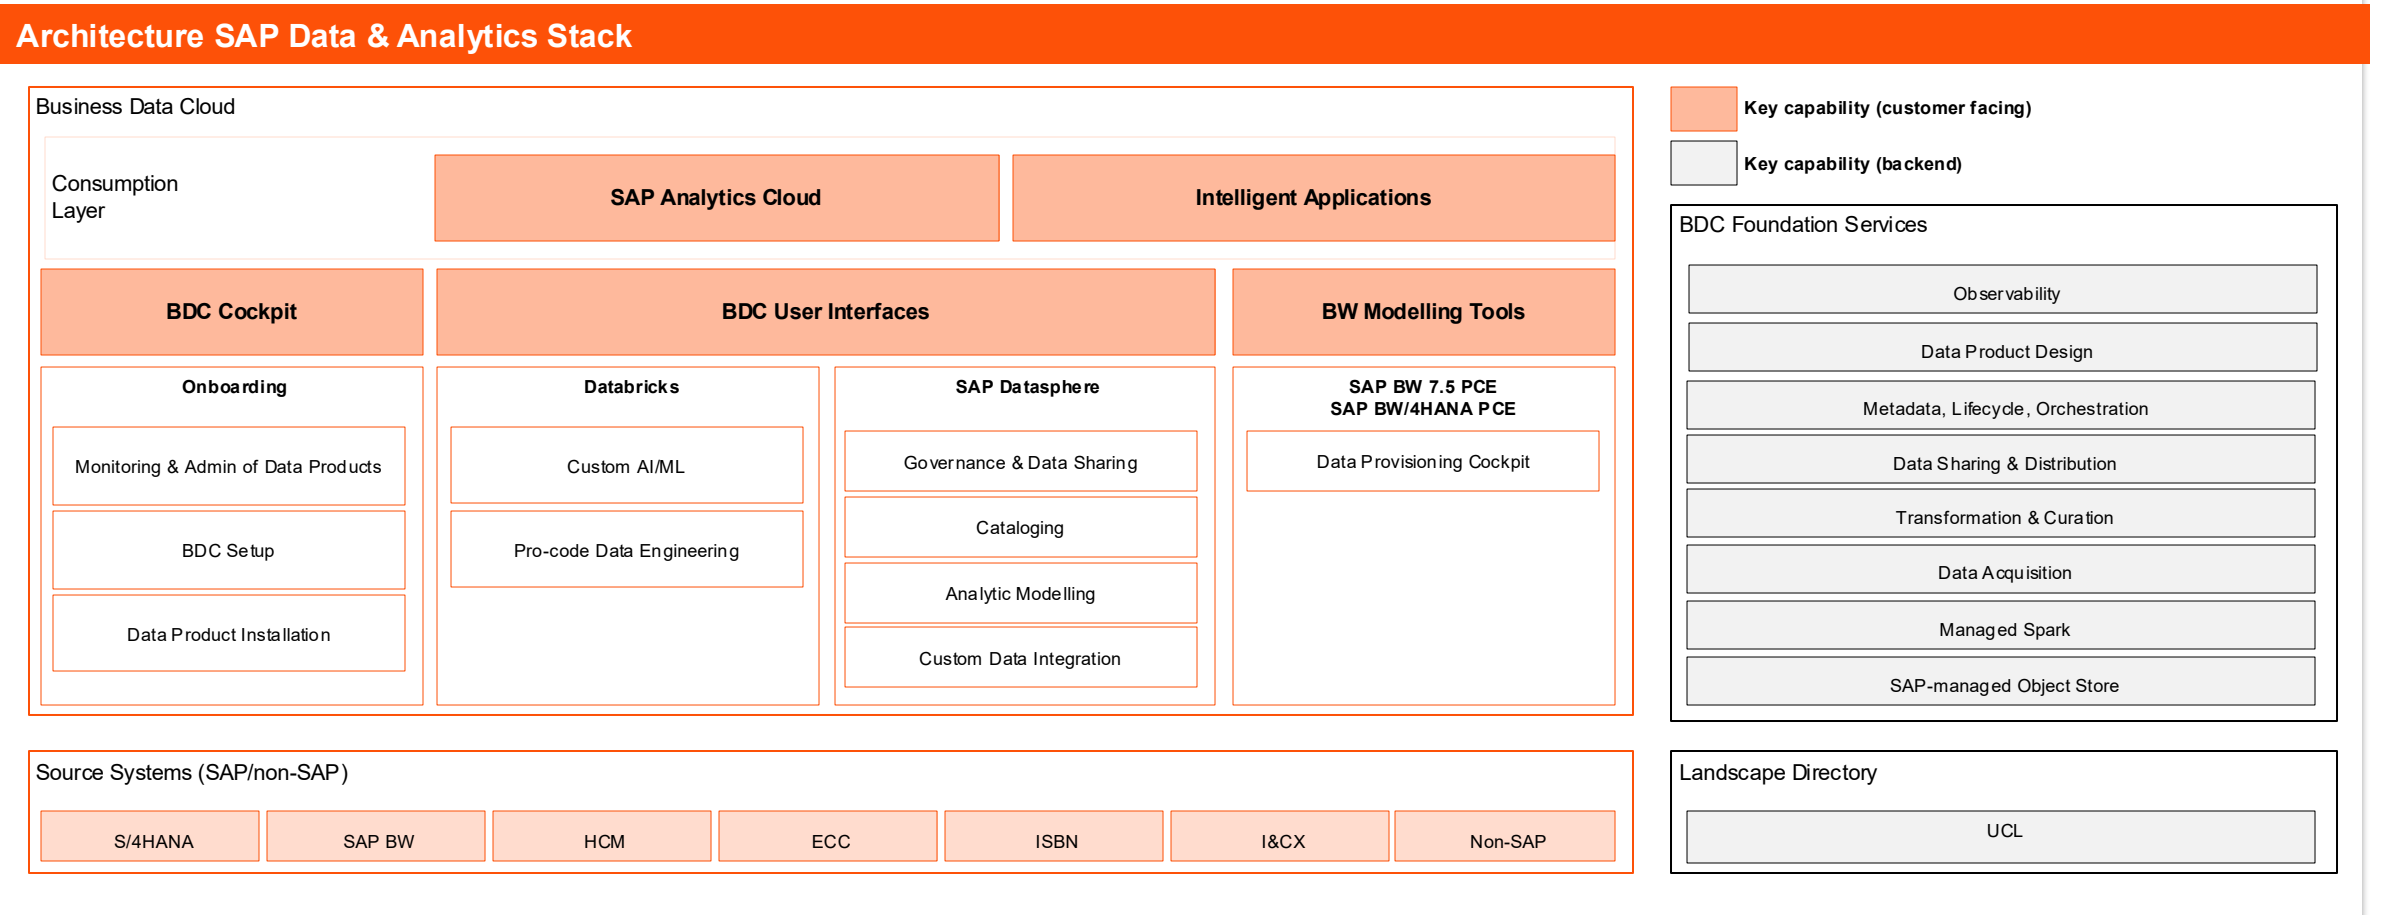 Architecture SAP Data & Analytics Stack
Business Data Cloud
Consumption
Layer
SAP Analytics Cloud
Intelligent Applications
BDC Cockpit
BDC User Interfaces
BW Modelling Tools
Onboarding
Monitoring & Admin of Data Products
BDC Setup
Data Product Installation
Databricks
Custom AI/ML
Pro-code Data Engineering
SAP Datasphere
Governance & Data Sharing
Cataloging
Analytic Modelling
Custom Data Integration
SAP BW 7.5 PCE
SAP BW/4HANA PCE
Data Provisioning Cockpit
Source Systems (SAP/non-SAP)
S/4HANA
SAP BW
HCM
ECC
ISBN
I&CX
Non-SAP
Key capability (customer facing)
Key capability (backend)
BDC Foundation Services
Observability
Data Product Design
Metadata, Lifecycle, Orchestration
Data Sharing & Distribution
Transformation & Curation
Data Acquisition
Managed Spark
SAP-managed Object Store
Landscape Directory
UCL